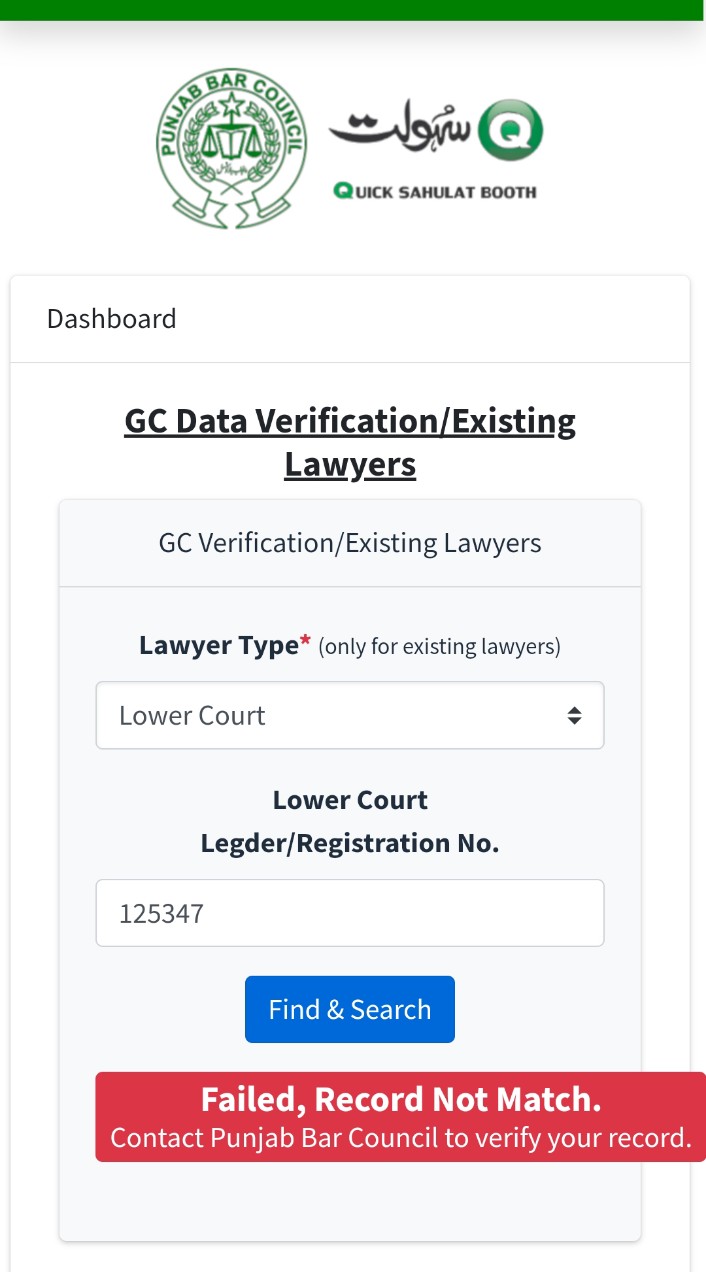 PUNJAB BAR COUNCIL
سہولت Q
QUICK SAHULAT BOOTH
Dashboard
GC Data Verification/Existing
Lawyers
GC Verification/Existing Lawyers
Lawyer Type* (only for existing lawyers)
Lower Court
Lower Court
Legder/Registration No.
125347
Find & Search
Failed, Record Not Match.
Contact Punjab Bar Council to verify your record.